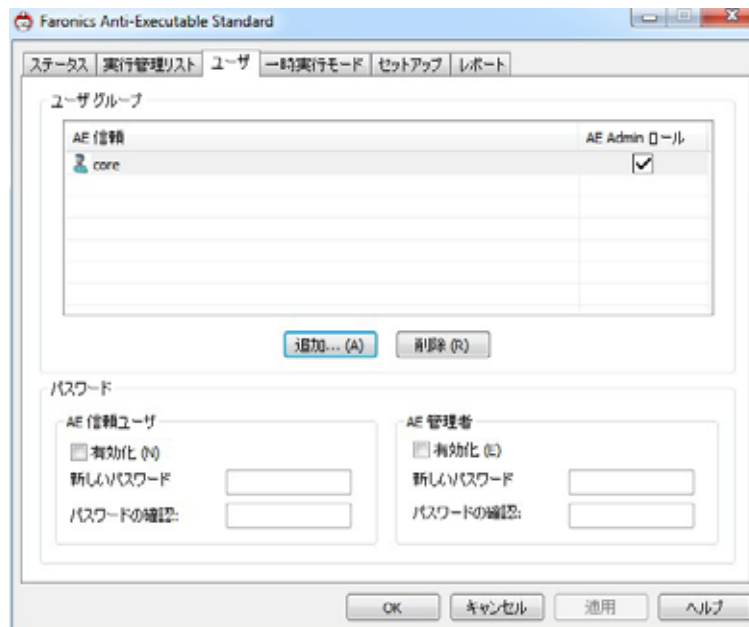 Faronics Anti-Executable Standard
ステータス 実行管理リスト ユーザ 一時実行モード セットアップ レポート
ユーザ グループ
AE 信頼 AE Admin ロール
core
追加... (A) 削除 (R)
パスワード
AE 信頼ユーザ AE 管理者
有効化 (N) 有効化 (E)
新しいパスワード 新しいパスワード
パスワードの確認: パスワードの確認:
OK キャンセル 適用 ヘルプ